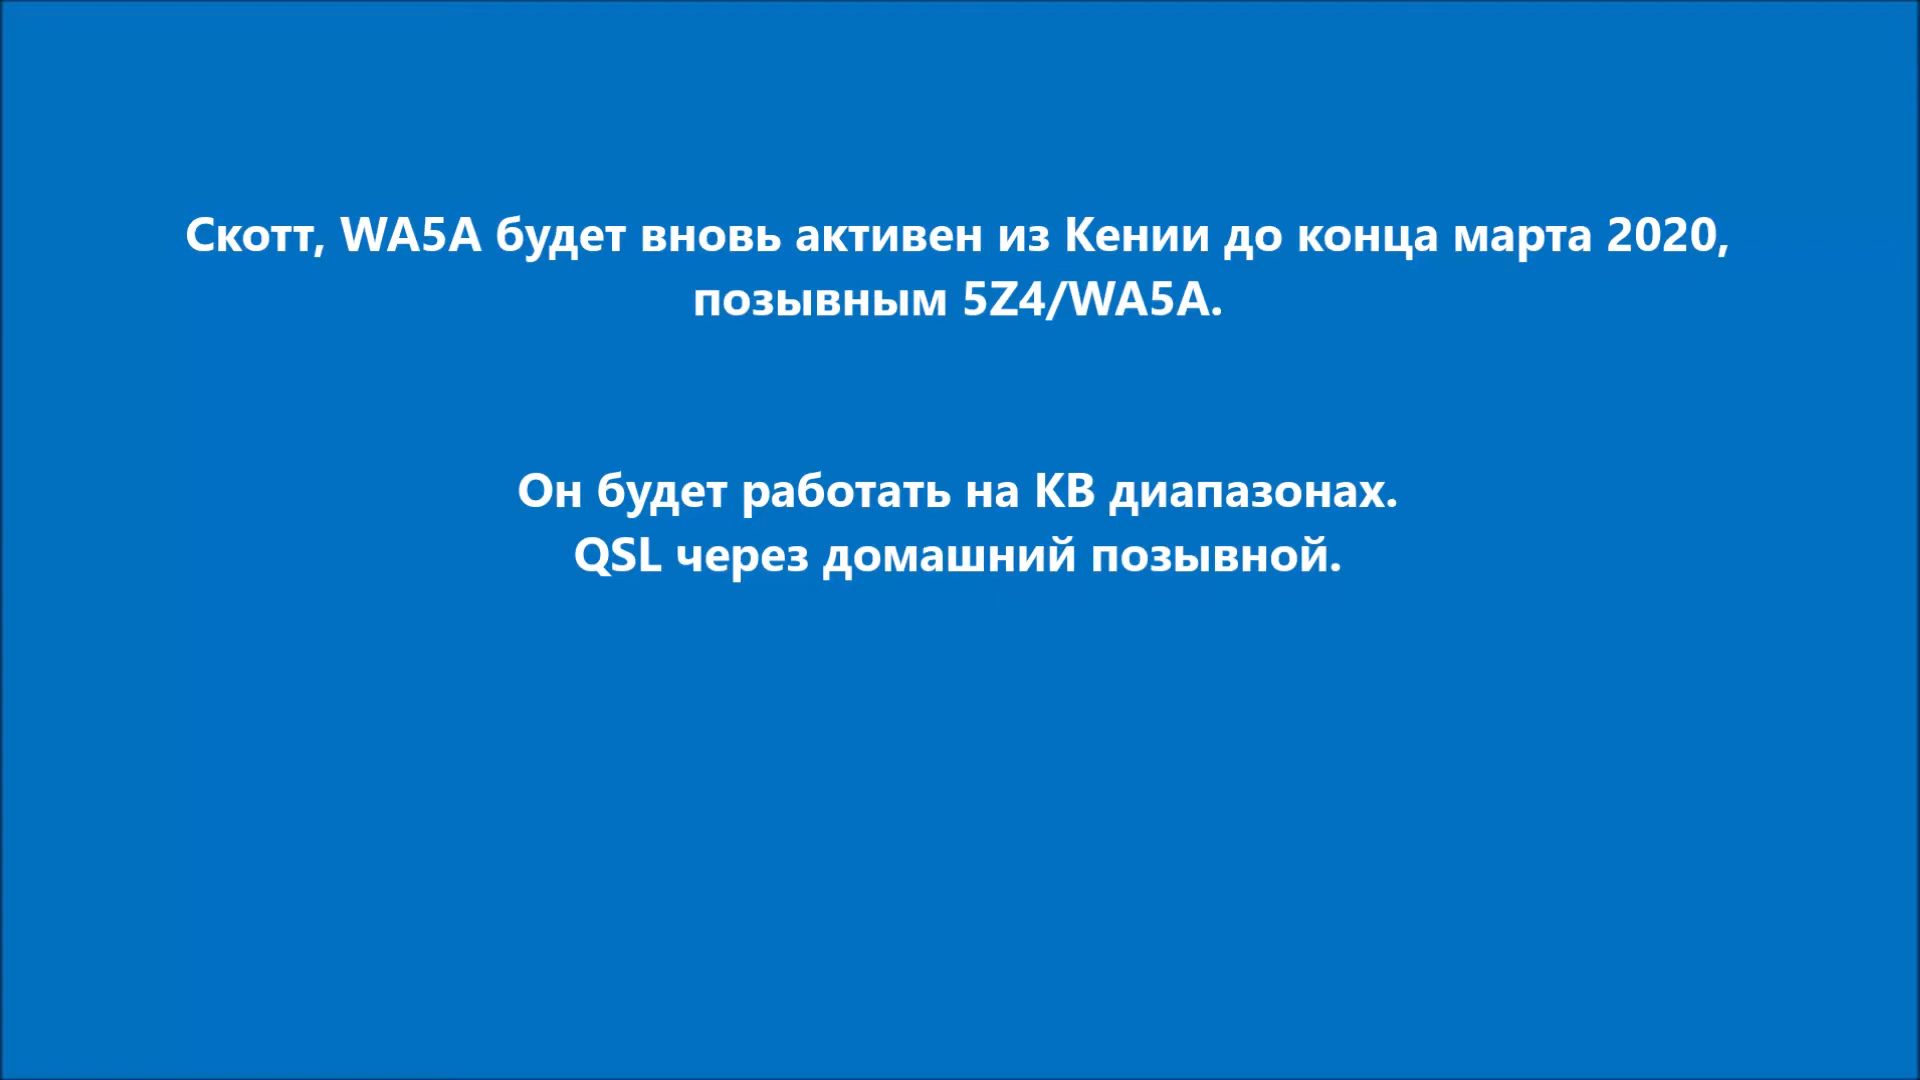 Скотт, WA5A будет вновь активен из Кении до конца марта 2020,
позывным 5Z4/WA5A.
Он будет работать на КВ диапазонах.
QSL через домашний позывной.